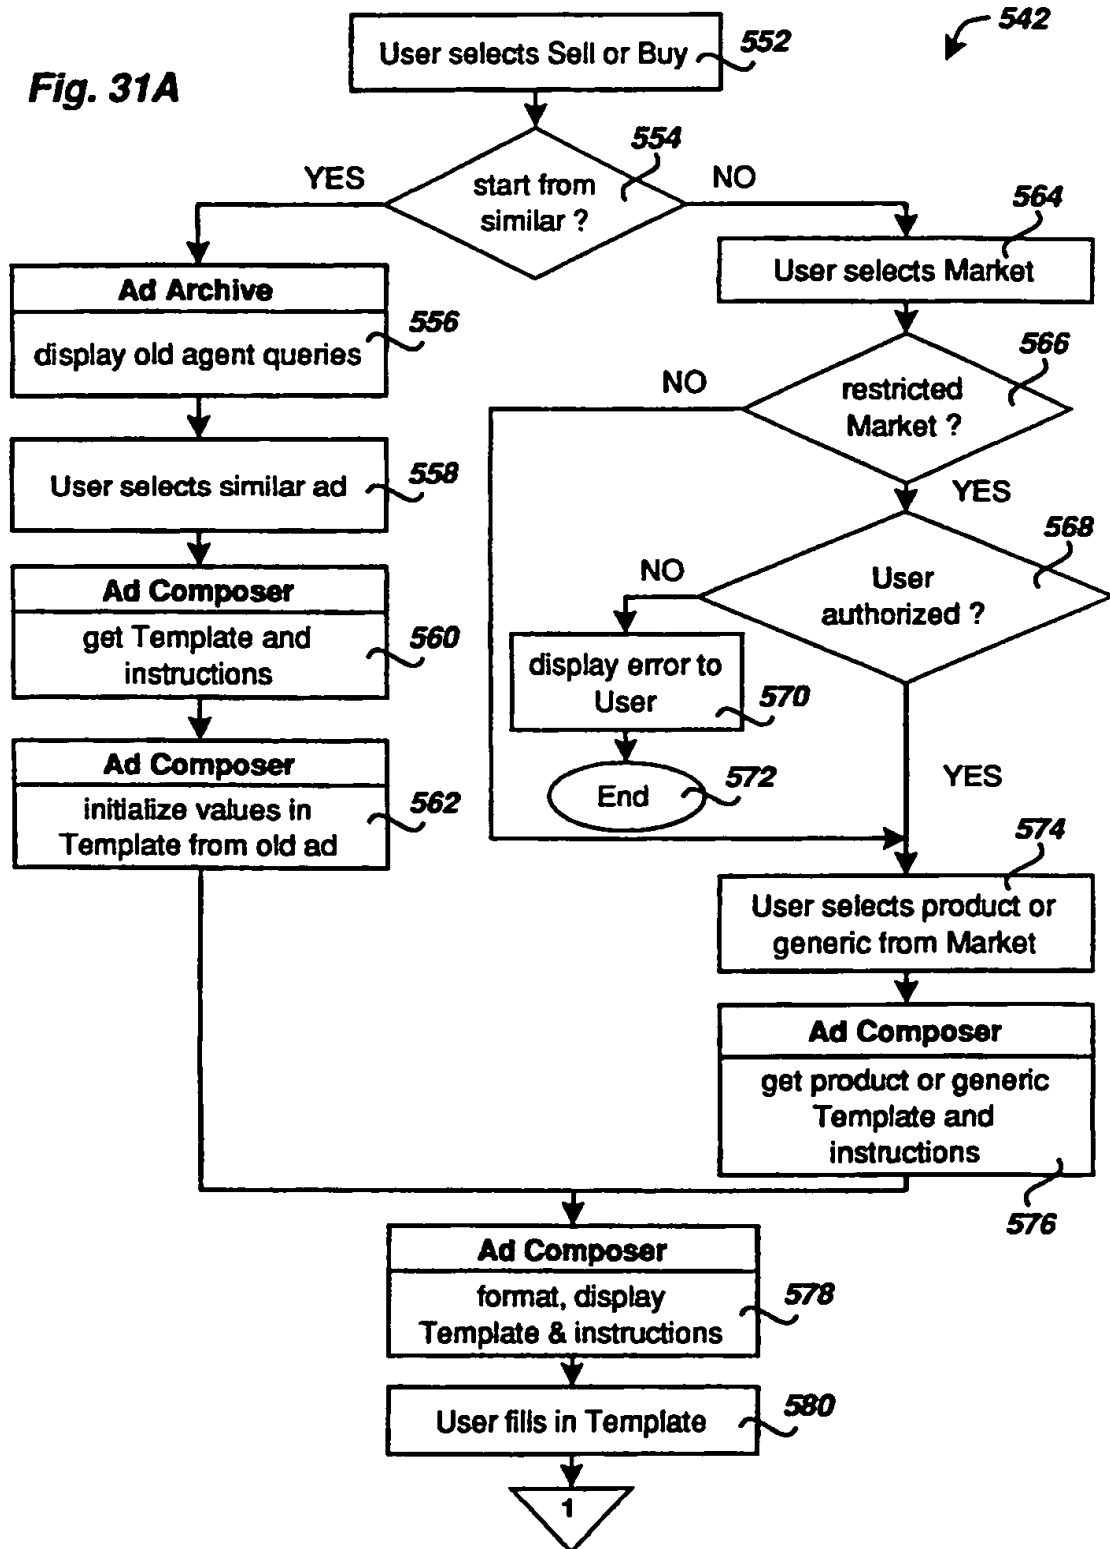 542
User selects Sell or Buy
552
Fig. 31A
554
YES
start from
similar ?
NO
564
User selects Market
Ad Archive
display old agent queries
556
566
NO
restricted
Market ?
YES
User selects similar ad
558
568
NO
User
authorized ?
Ad Composer
get Template and
instructions
560
display error to
User
570
Ad Composer
initialize values in
Template from old ad
562
End
572
YES
574
User selects product or
generic from Market
Ad Composer
get product or generic
Template and
instructions
576
Ad Composer
format, display
Template & instructions
578
User fills in Template
580
1